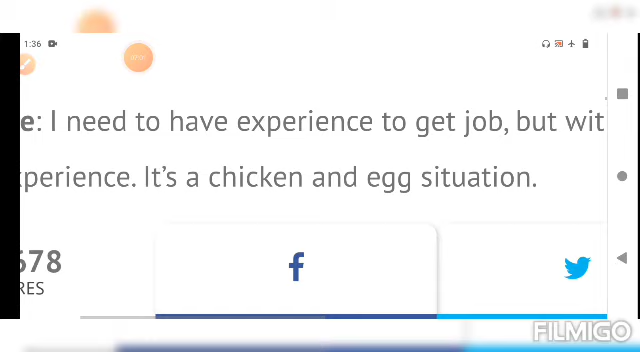 1:36
e: I need to have experience to get job, but wit
xperience. It's a chicken and egg situation.
678
RES
FILMIGO